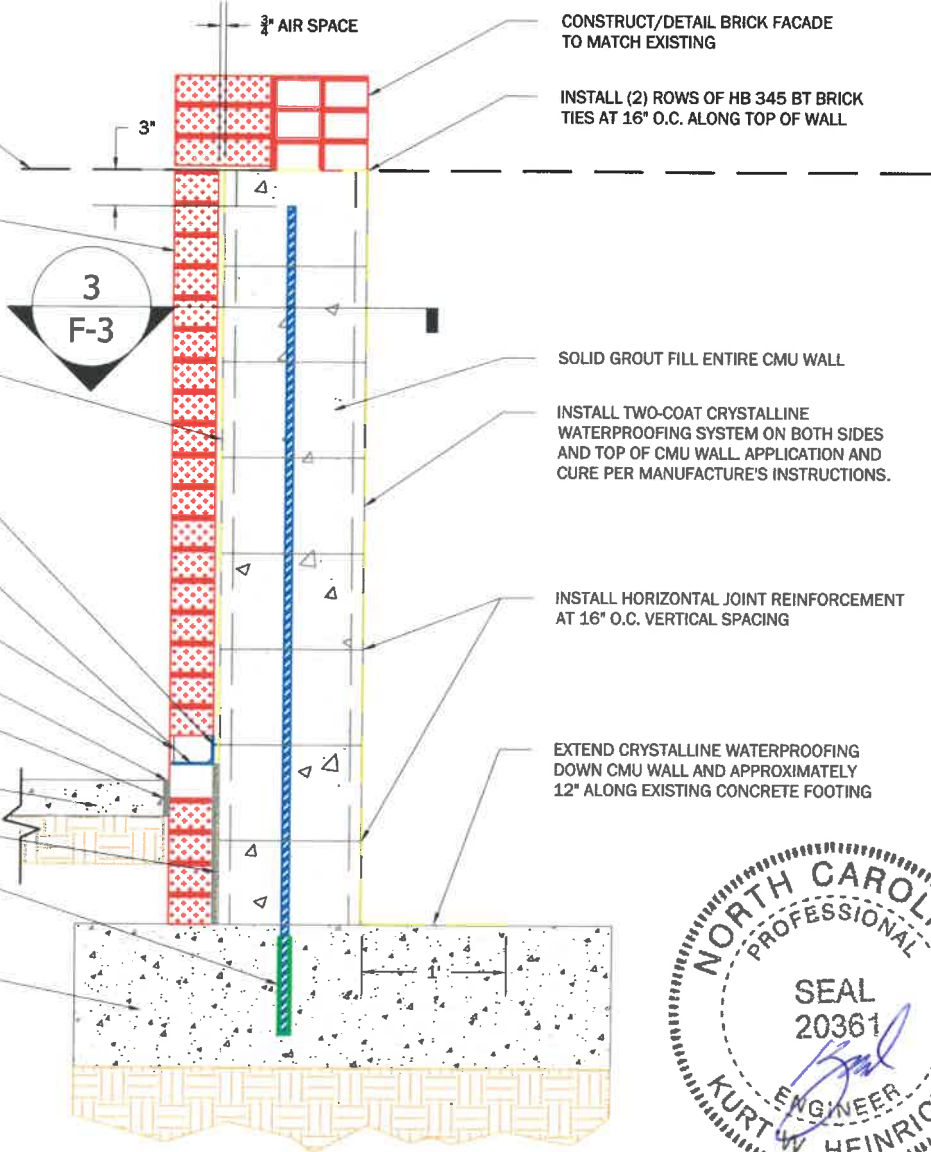 3/4" AIR SPACE
CONSTRUCT/DETAIL BRICK FACADE
TO MATCH EXISTING
INSTALL (2) ROWS OF HB 345 BT BRICK
TIES AT 16" O.C. ALONG TOP OF WALL
3"
3
F-3
SOLID GROUT FILL ENTIRE CMU WALL
INSTALL TWO-COAT CRYSTALLINE
WATERPROOFING SYSTEM ON BOTH SIDES
AND TOP OF CMU WALL. APPLICATION AND
CURE PER MANUFACTURE'S INSTRUCTIONS.
INSTALL HORIZONTAL JOINT REINFORCEMENT
AT 16" O.C. VERTICAL SPACING
EXTEND CRYSTALLINE WATERPROOFING
DOWN CMU WALL AND APPROXIMATELY
12" ALONG EXISTING CONCRETE FOOTING
1'
NORTH CAROLI
PROFESSIONAL
SEAL
20361
ENGINEER
KURT W. HEINRIC